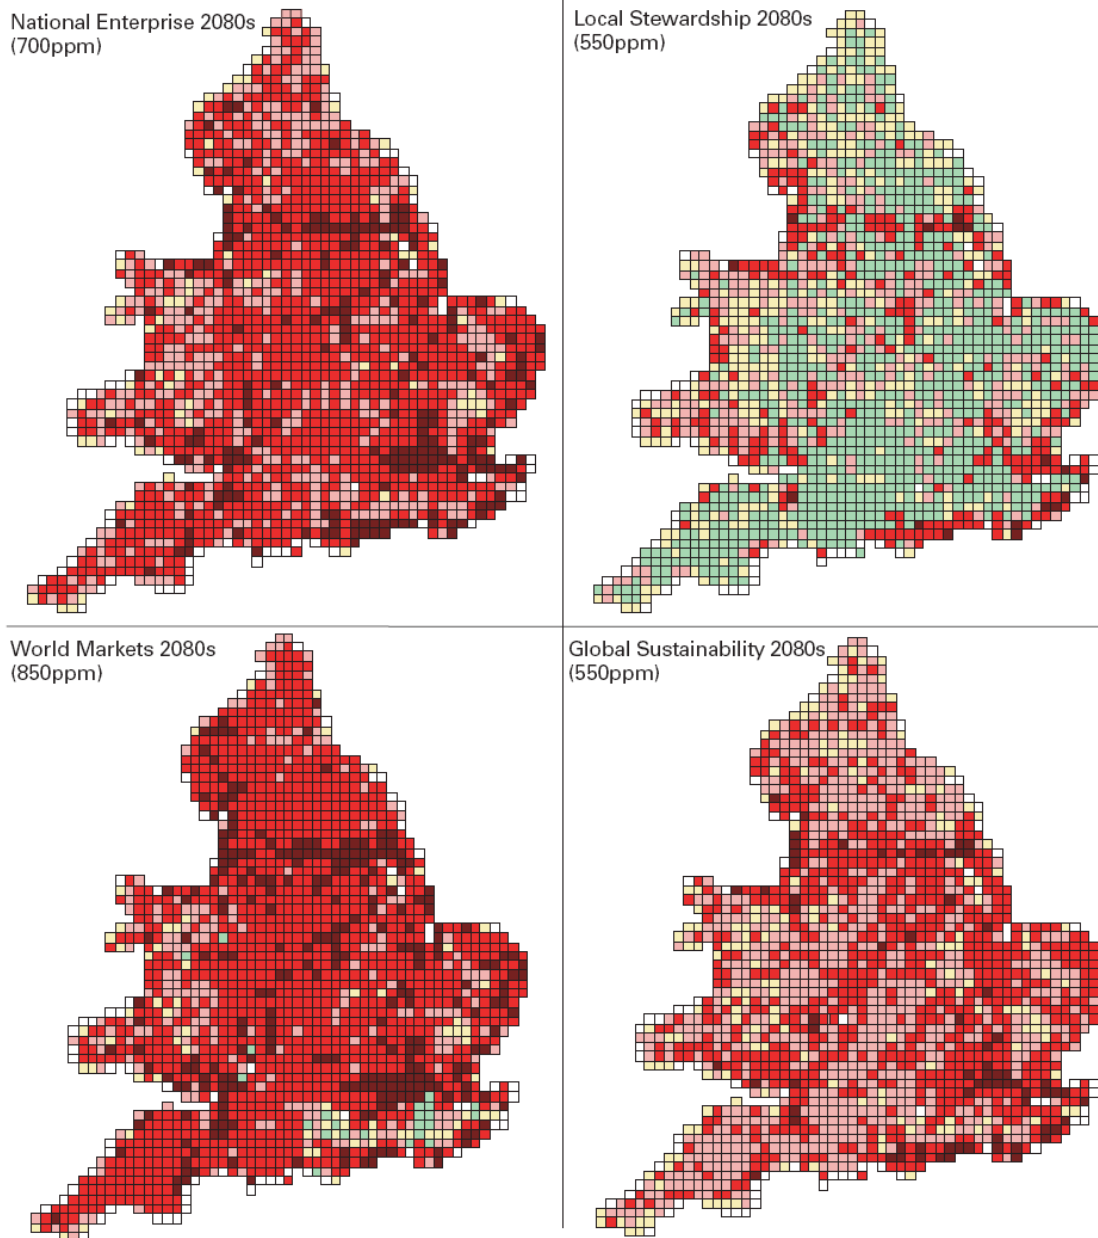 National Enterprise 2080s
(700ppm)
Local Stewardship 2080s
(550ppm)
World Markets 2080s
(850ppm)
Global Sustainability 2080s
(550ppm)